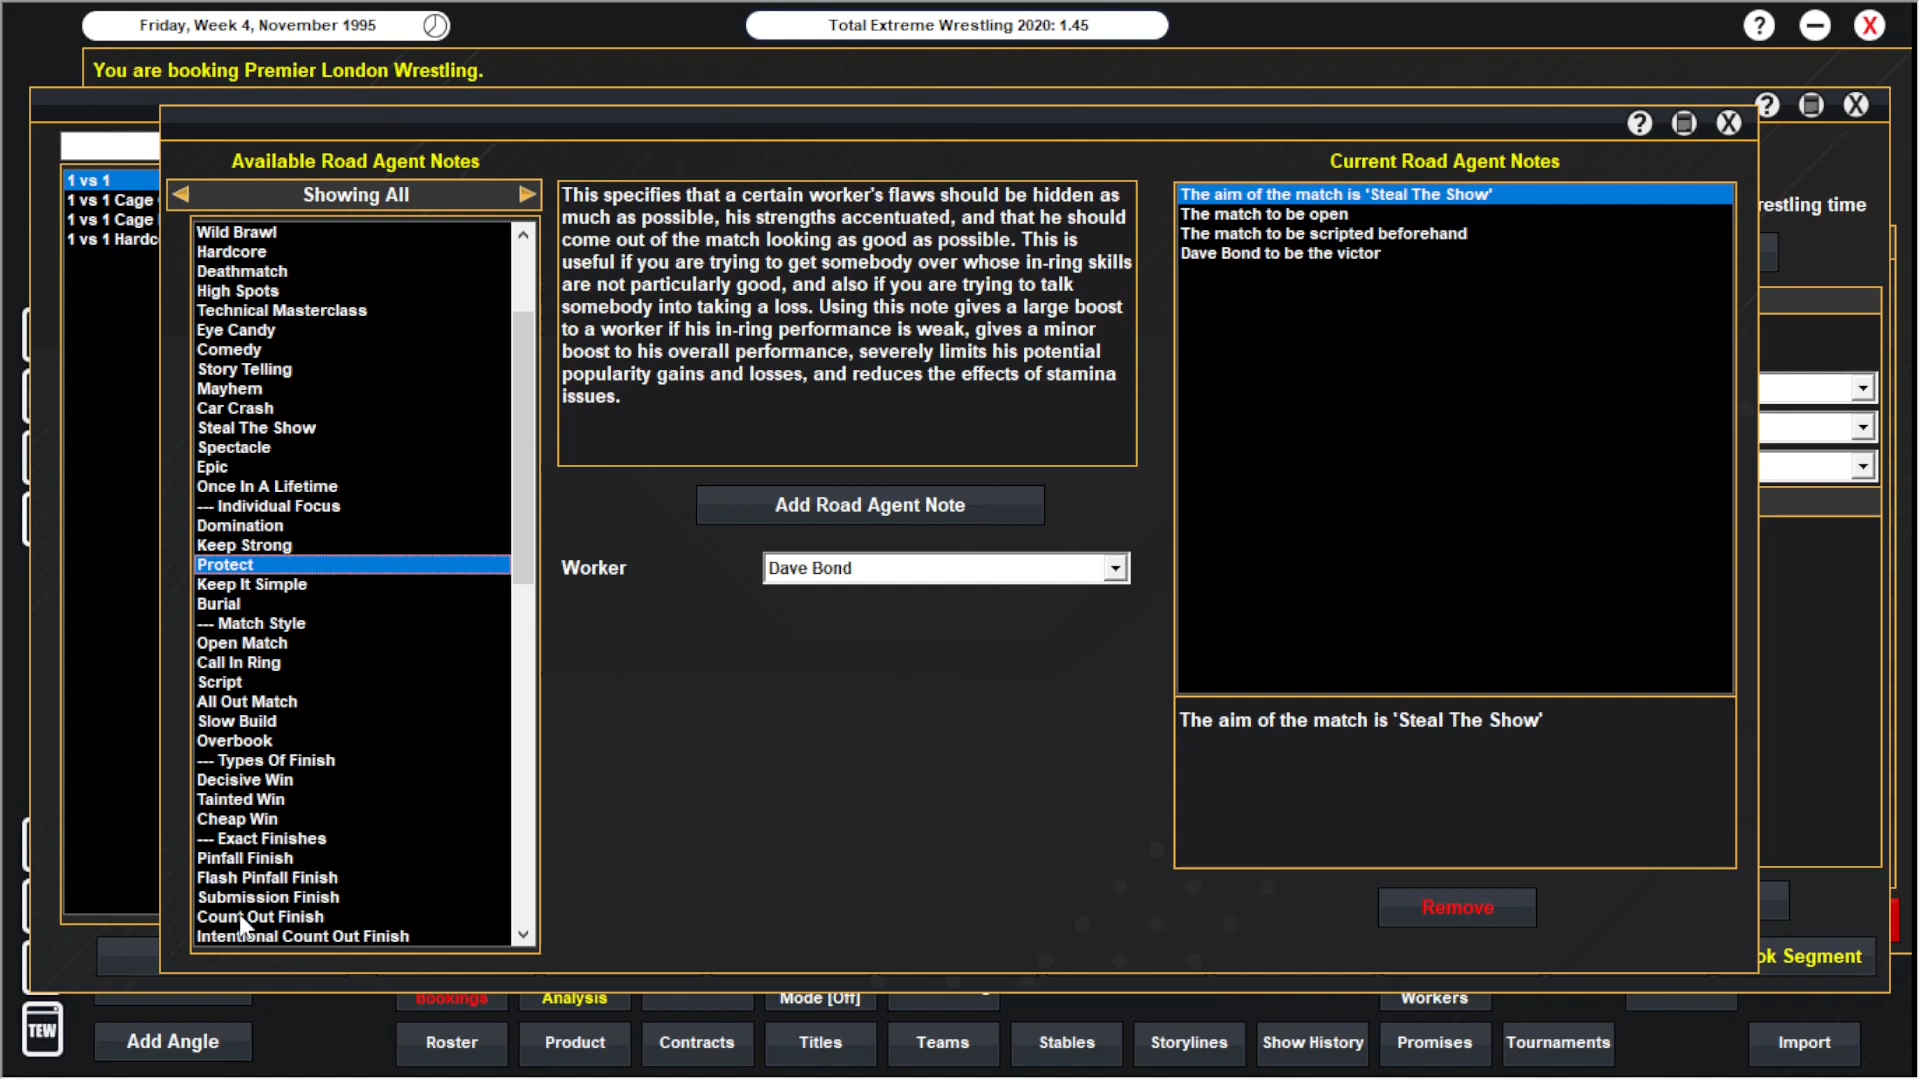 Friday, Week 4, November 1995
Total Extreme Wrestling 2020: 1.45
?
X
You are booking Premier London Wrestling.
?
X
?
X
Available Road Agent Notes
Current Road Agent Notes
1 vs 1
1 vs 1 Cage
1 vs 1 Cage
1 vs 1 Hardc
Showing All
Wild Brawl
Hardcore
Deathmatch
High Spots
Technical Masterclass
Eye Candy
Comedy
Story Telling
Mayhem
Car Crash
Steal The Show
Spectacle
Epic
Once In A Lifetime
--- Individual Focus
Domination
Keep Strong
Protect
Keep It Simple
Burial
--- Match Style
Open Match
Call In Ring
Script
All Out Match
Slow Build
Overbook
--- Types Of Finish
Decisive Win
Tainted Win
Cheap Win
--- Exact Finishes
Pinfall Finish
Flash Pinfall Finish
Submission Finish
Count Out Finish
Intentional Count Out Finish
This specifies that a certain worker's flaws should be hidden as
much as possible, his strengths accentuated, and that he should
come out of the match looking as good as possible. This is
useful if you are trying to get somebody over whose in-ring skills
are not particularly good, and also if you are trying to talk
somebody into taking a loss. Using this note gives a large boost
to a worker if his in-ring performance is weak, gives a minor
boost to his overall performance, severely limits his potential
popularity gains and losses, and reduces the effects of stamina
issues.
Add Road Agent Note
Worker
Dave Bond
The aim of the match is 'Steal The Show'
The match to be open
The match to be scripted beforehand
Dave Bond to be the victor
The aim of the match is 'Steal The Show'
Remove
restling time
ok Segment
Bookings
Analysis
Mode [Off]
Workers
TEW
Add Angle
Roster
Product
Contracts
Titles
Teams
Stables
Storylines
Show History
Promises
Tournaments
Import